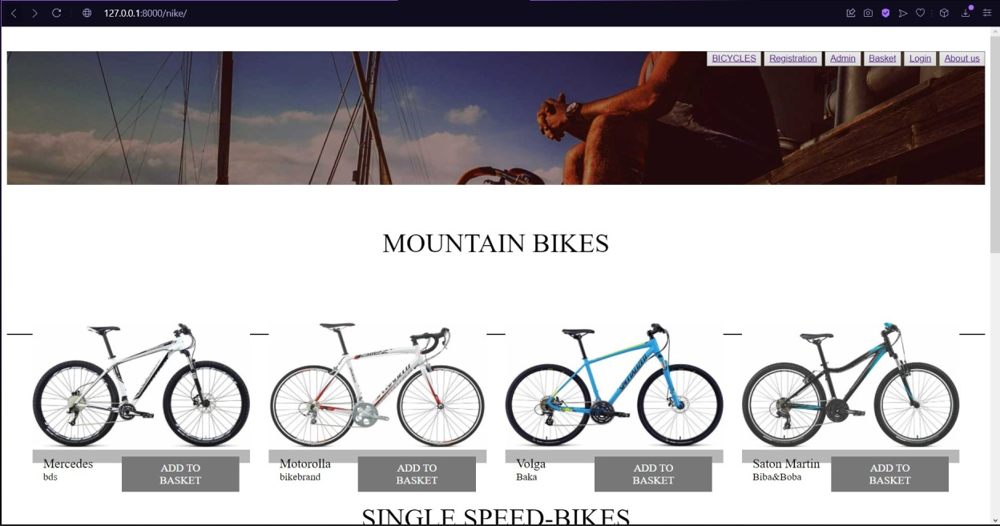 127.0.0.1:8000/nike/
BICYCLES Registration Admin Basket Login About us
MOUNTAIN BIKES
SPECIALIZED
Mercedes
bds
ADD TO
BASKET
Motorolla
bikebrand
ADD TO
BASKET
Volga
Baka
ADD TO
BASKET
Saton Martin
Biba&Boba
ADD TO
BASKET
SINGLE SPEED-BIKES